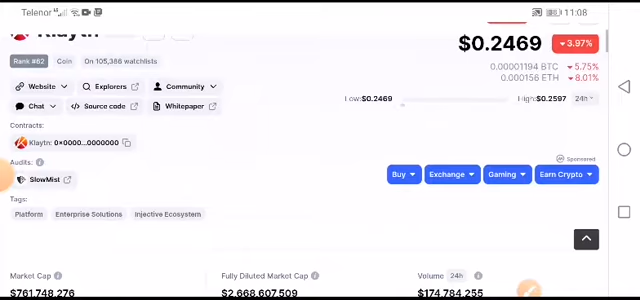 Telenor 11:08
Klaytn
$0.2469 3.97%
Rank #62 Coin On 105,386 watchlists
0.00001194 BTC 5.75%
0.000156 ETH 8.01%
Website Explorers Community
Low: $0.2469 High: $0.2597 24h
Chat Source code Whitepaper
Contracts:
Klaytn: 0x0000...0000000
Sponsored
Audits:
SlowMist
Buy Exchange Gaming Earn Crypto
Tags:
Platform Enterprise Solutions Injective Ecosystem
Market Cap Fully Diluted Market Cap Volume 24h
$761,748,276 $2,668,607,509 $174,784,255